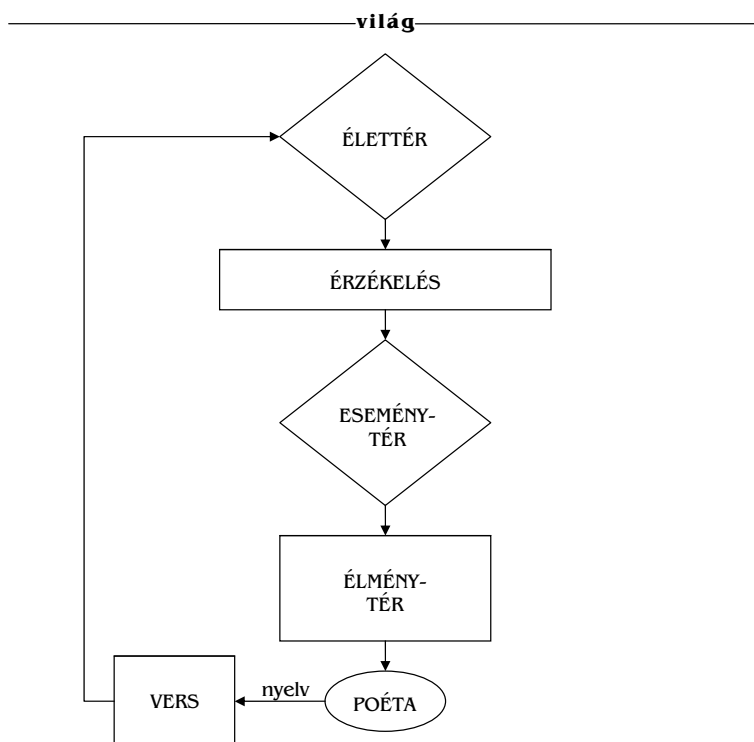 világ
ÉLETTÉR
ÉRZÉKELÉS
ESEMÉNY-
TÉR
ÉLMÉNY-
TÉR
VERS
nyelv
POÉTA